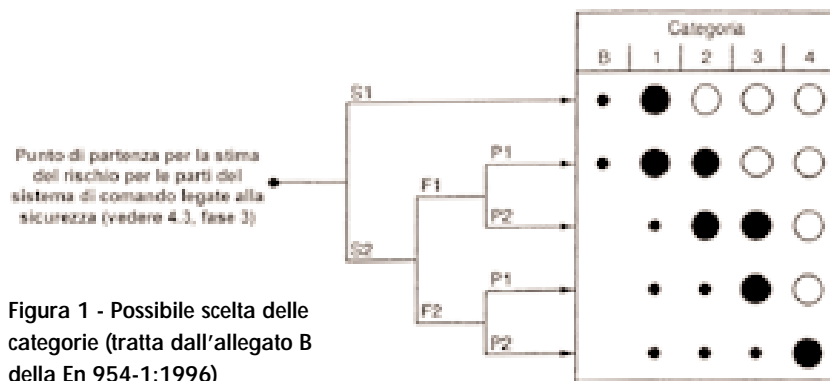 Categoria
B 1 2 3 4
S1
Punto di partenza per la stima
del rischio per le parti del
sistema di comando legate alla
sicurezza (vedere 4.3, fase 3)
P1
F1
P2
S2
P1
F2
P2
Figura 1 - Possibile scelta delle
categorie (tratta dall'allegato B
della En 954-1:1996)